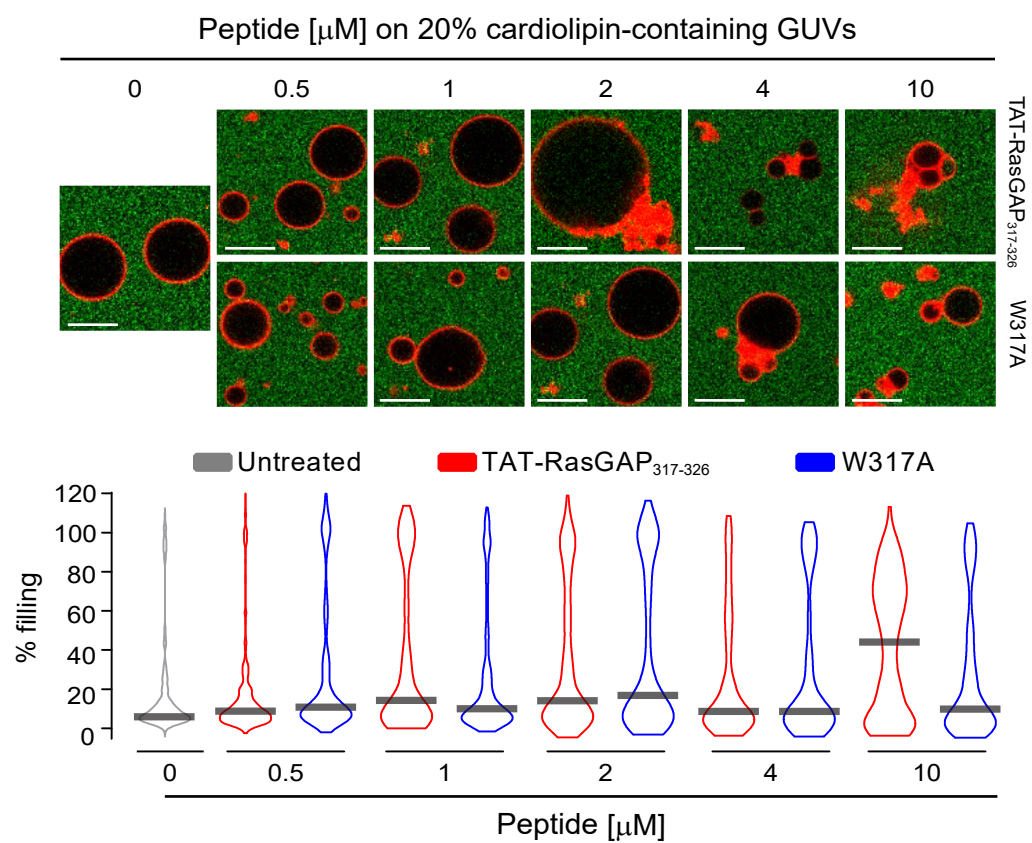 Peptide [μM] on 20% cardiolipin-containing GUVs
0 0.5 1 2 4 10
TAT-RasGAP317-326
W317A
Untreated TAT-RasGAP317-326 W317A
% filling
120
100
80
60
40
20
0
0 0.5 1 2 4 10
Peptide [μM]